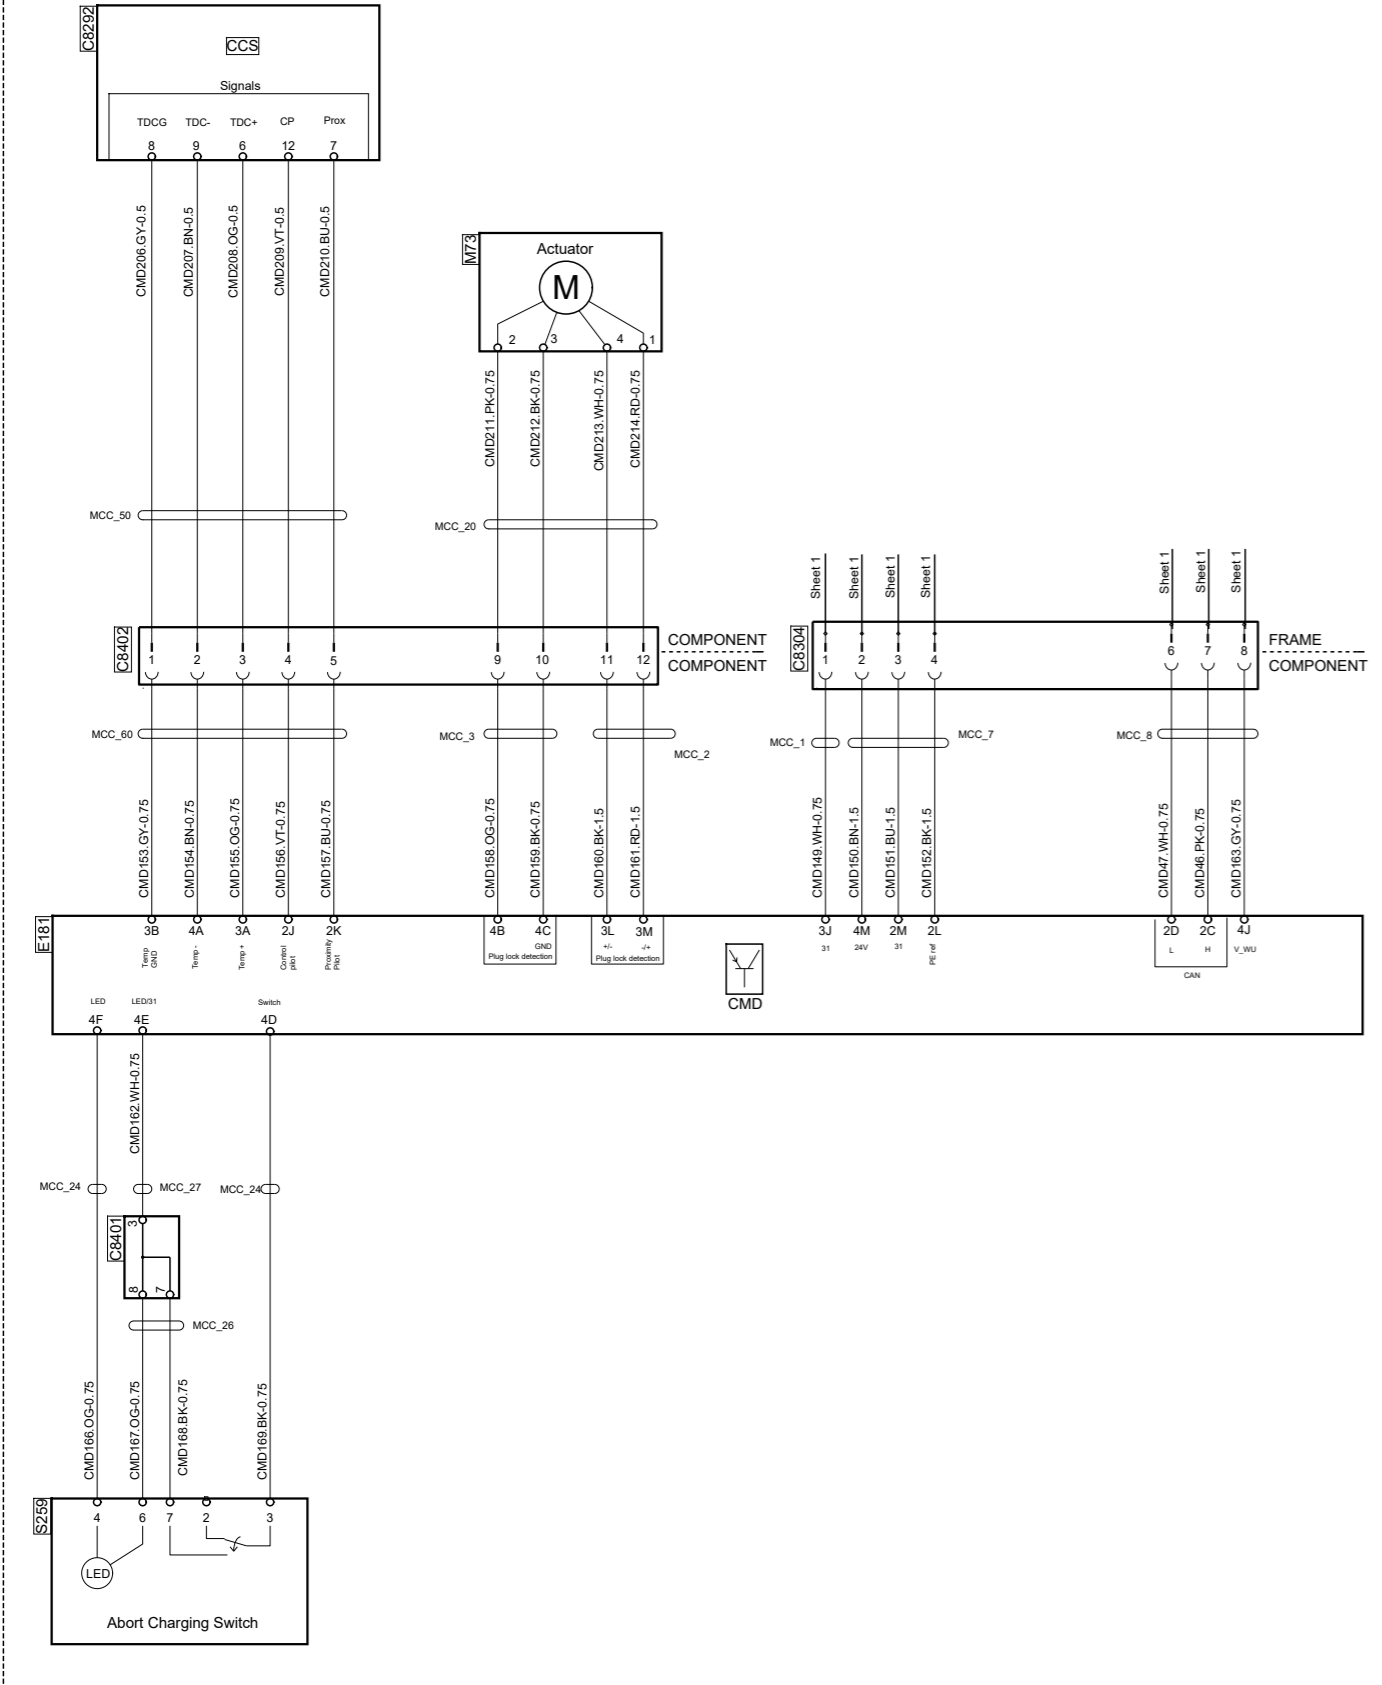 C8292
CCS
Signals
TDCG TDC- TDC+ CP Prox
8 9 6 12 7
CMD206.GY-0.5
CMD207.BN-0.5
CMD208.OG-0.5
CMD209.VT-0.5
CMD210.BU-0.5
M73
Actuator
M
2 3 4 1
CMD211.PK-0.75
CMD212.BK-0.75
CMD213.WH-0.75
CMD214.RD-0.75
MCC_50
MCC_20
Sheet 1
Sheet 1
Sheet 1
Sheet 1
Sheet 1
Sheet 1
Sheet 1
C8402
1 2 3 4 5 9 10 11 12
COMPONENT
COMPONENT
C8304
1 2 3 4 6 7 8
FRAME
COMPONENT
MCC_60
MCC_3
MCC_2
MCC_1
MCC_7
MCC_8
CMD153.GY-0.75
CMD154.BN-0.75
CMD155.OG-0.75
CMD156.VT-0.75
CMD157.BU-0.75
CMD158.OG-0.75
CMD159.BK-0.75
CMD160.BK-1.5
CMD161.RD-1.5
CMD149.WH-0.75
CMD150.BN-1.5
CMD151.BU-1.5
CMD152.BK-1.5
CMD47.WH-0.75
CMD46.PK-0.75
CMD163.GY-0.75
E181
3B 4A 3A 2J 2K 4B 4C 3L 3M 3J 4M 2M 2L 2D 2C 4J
Temp
GND
Temp -
Temp +
Control
pilot
Proximity
Pilot
GND
Plug lock detection
+/- -/+
Plug lock detection
31 24V 31
PE ref
L H V_WU
CAN
CMD
LED LED/31 Switch
4F 4E 4D
CMD162.WH-0.75
MCC_24
MCC_27
MCC_24
C8401
3
8 7
MCC_26
CMD166.OG-0.75
CMD167.OG-0.75
CMD168.BK-0.75
CMD169.BK-0.75
S259
4 6 7 2 3
LED
Abort Charging Switch